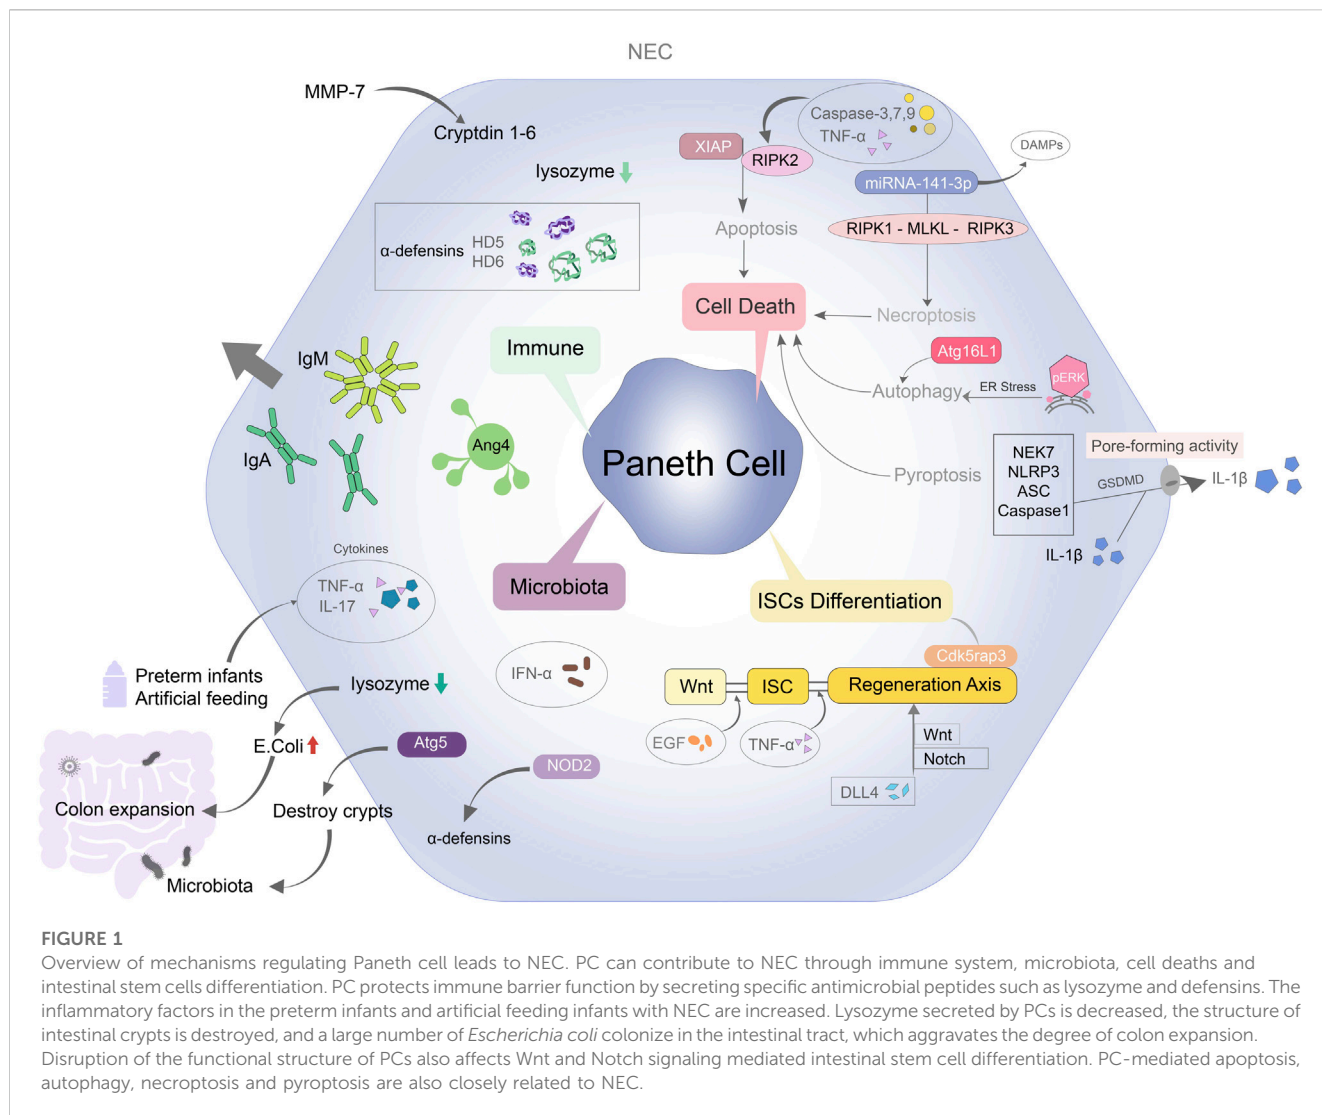 NEC
MMP-7
Cryptdin 1-6
lysozyme
α-defensins
HD5
HD6
Caspase-3,7,9
TNF-α
XIAP
RIPK2
DAMPs
miRNA-141-3p
RIPK1 - MLKL - RIPK3
Apoptosis
Cell Death
Necroptosis
Atg16L1
Autophagy
ER Stress
pERK
Pyroptosis
NEK7
NLRP3
ASC
Caspase1
Pore-forming activity
GSDMD
IL-1β
IL-1β
Immune
IgM
IgA
Ang4
Paneth Cell
Microbiota
ISCs Differentiation
Cytokines
TNF-α
IL-17
Preterm infants
Artificial feeding
lysozyme
E.Coli
Colon expansion
Atg5
Destroy crypts
Microbiota
IFN-α
NOD2
α-defensins
Cdk5rap3
Wnt
ISC
Regeneration Axis
EGF
TNF-α
Wnt
Notch
DLL4
FIGURE 1
Overview of mechanisms regulating Paneth cell leads to NEC. PC can contribute to NEC through immune system, microbiota, cell deaths and
intestinal stem cells differentiation. PC protects immune barrier function by secreting specific antimicrobial peptides such as lysozyme and defensins. The
inflammatory factors in the preterm infants and artificial feeding infants with NEC are increased. Lysozyme secreted by PCs is decreased, the structure of
intestinal crypts is destroyed, and a large number of Escherichia coli colonize in the intestinal tract, which aggravates the degree of colon expansion.
Disruption of the functional structure of PCs also affects Wnt and Notch signaling mediated intestinal stem cell differentiation. PC-mediated apoptosis,
autophagy, necroptosis and pyroptosis are also closely related to NEC.